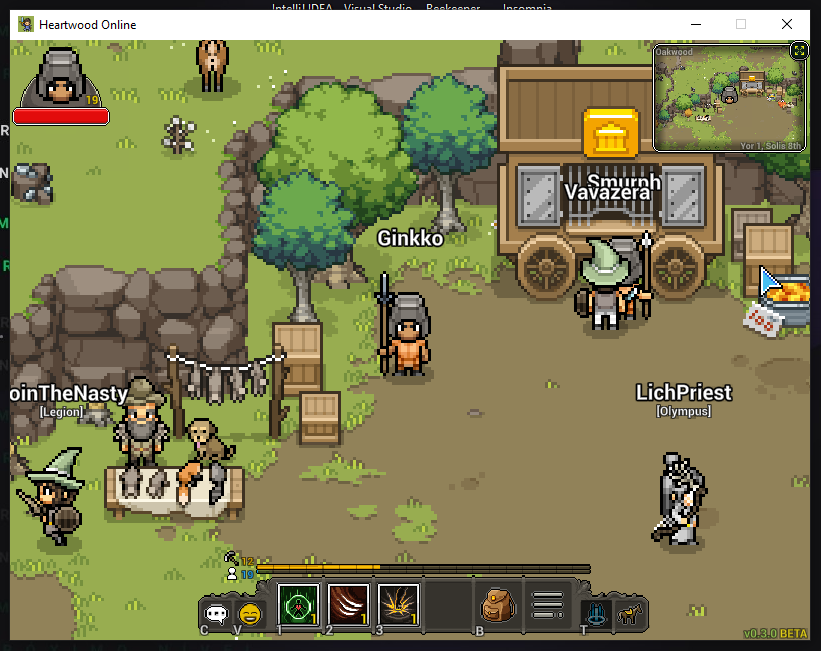 IntelliJ IDEA
Visual Studio
Beekeeper
Insomnia
Heartwood Online
Oakwood
19
Yor 1, Solis 8th
Smurph
Vavazera
Ginkko
oinTheNasty
[Legion]
LichPriest
[Olympus]
12
19
1
1
1
C
V
1
2
3
B
T
v0.3.0 BETA